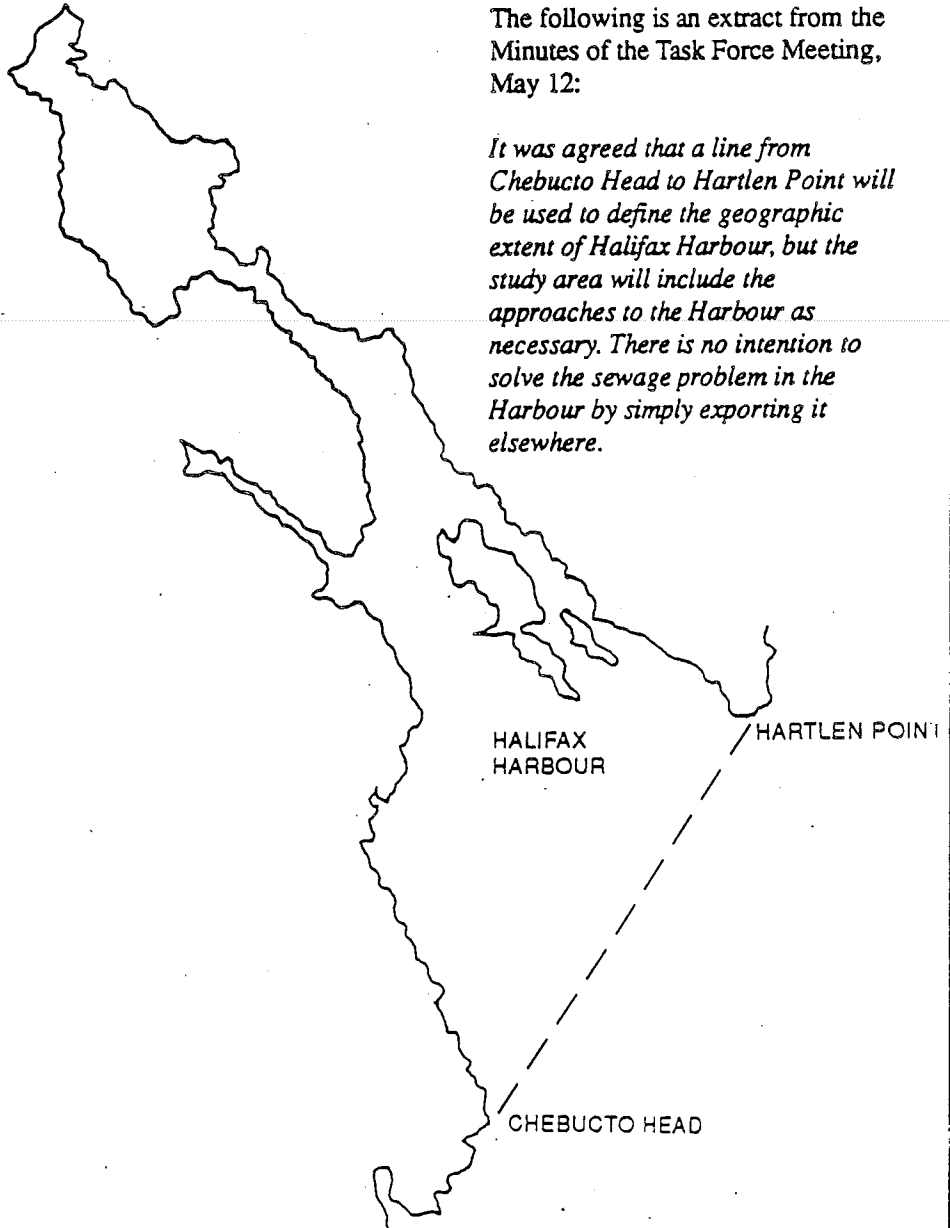 The following is an extract from the
Minutes of the Task Force Meeting,
May 12:
It was agreed that a line from
Chebucto Head to Hartlen Point will
be used to define the geographic
extent of Halifax Harbour, but the
study area will include the
approaches to the Harbour as
necessary. There is no intention to
solve the sewage problem in the
Harbour by simply exporting it
elsewhere.
HALIFAX
HARBOUR
HARTLEN POINT
CHEBUCTO HEAD